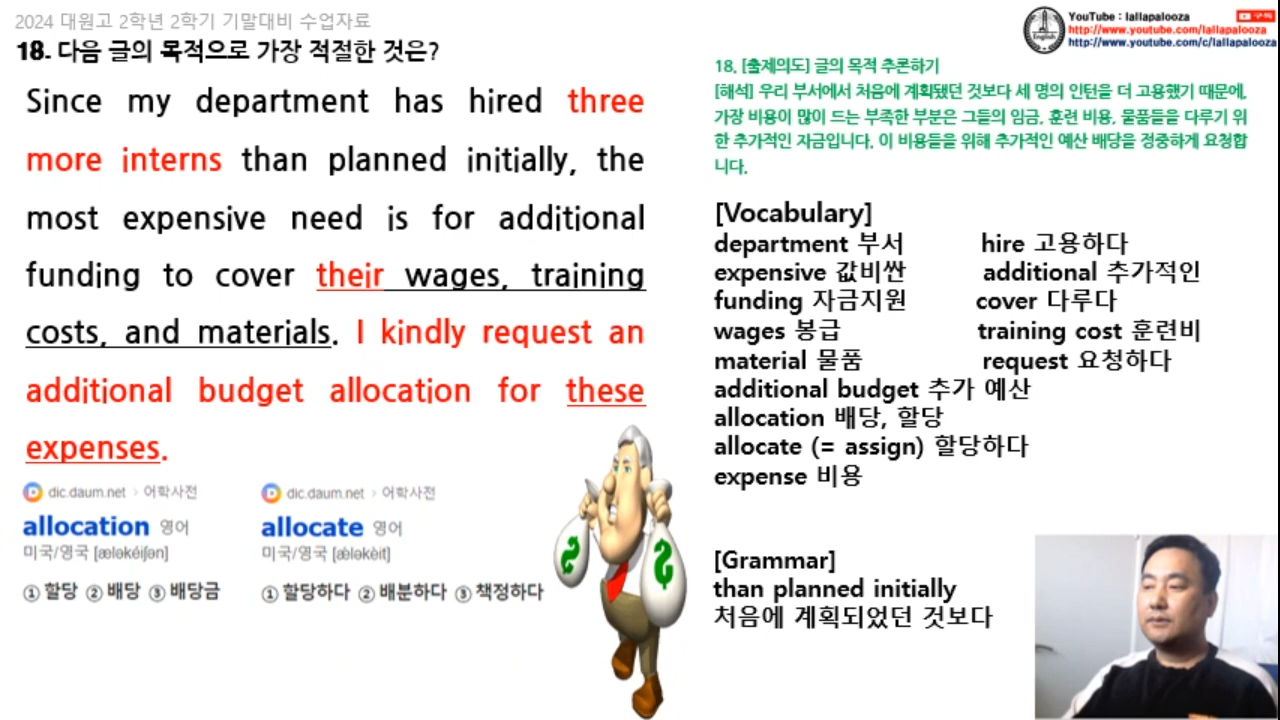 2024 대원고 2학년 2학기 기말대비 수업자료
18. 다음 글의 목적으로 가장 적절한 것은?
Since my department has hired three
more interns than planned initially, the
most expensive need is for additional
funding to cover their wages, training
costs, and materials. I kindly request an
additional budget allocation for these
expenses.
dic.daum.net > 어학사전
allocation 영어
미국/영국 [æləkéiʃən]
① 할당 ② 배당 ③ 배당금
dic.daum.net > 어학사전
allocate 영어
미국/영국 [ǽləkèit]
① 할당하다 ② 배분하다 ③ 책정하다
YouTube : lallapalooza
구독
http://www.youtube.com/lallapalooza
http://www.youtube.com/c/lallapalooza
English
18. [출제의도] 글의 목적 추론하기
[해석] 우리 부서에서 처음에 계획됐던 것보다 세 명의 인턴을 더 고용했기 때문에,
가장 비용이 많이 드는 부족한 부분은 그들의 임금, 훈련 비용, 물품들을 다루기 위
한 추가적인 자금입니다. 이 비용들을 위해 추가적인 예산 배당을 정중하게 요청합
니다.
[Vocabulary]
department 부서 hire 고용하다
expensive 값비싼 additional 추가적인
funding 자금지원 cover 다루다
wages 봉급 training cost 훈련비
material 물품 request 요청하다
additional budget 추가 예산
allocation 배당, 할당
allocate (= assign) 할당하다
expense 비용
[Grammar]
than planned initially
처음에 계획되었던 것보다